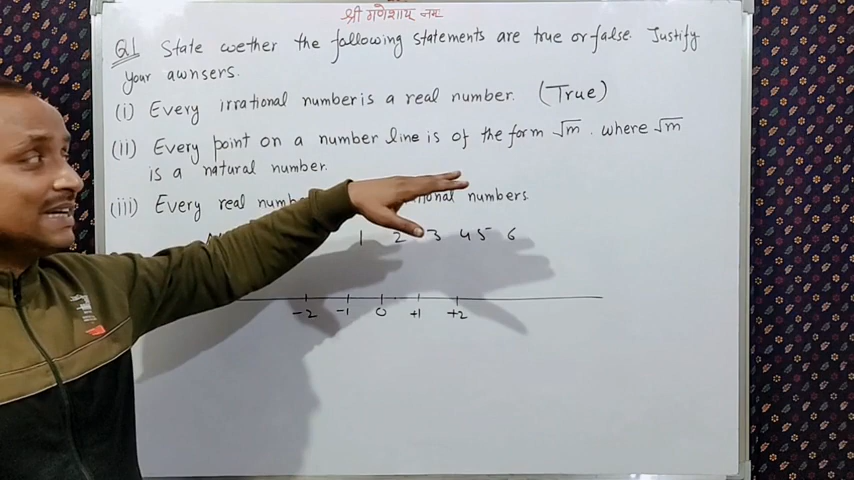 श्री गणेशाय नमः
Q1 State wether the following statements are true or false. Justify
your awnsers.
(i) Every irrational number is a real number. (True)
(ii) Every point on a number line is of the form √m . where √m
is a natural number.
(iii) Every real numbers.
1 2 3 4 5 6
-2 -1 0 +1 +2